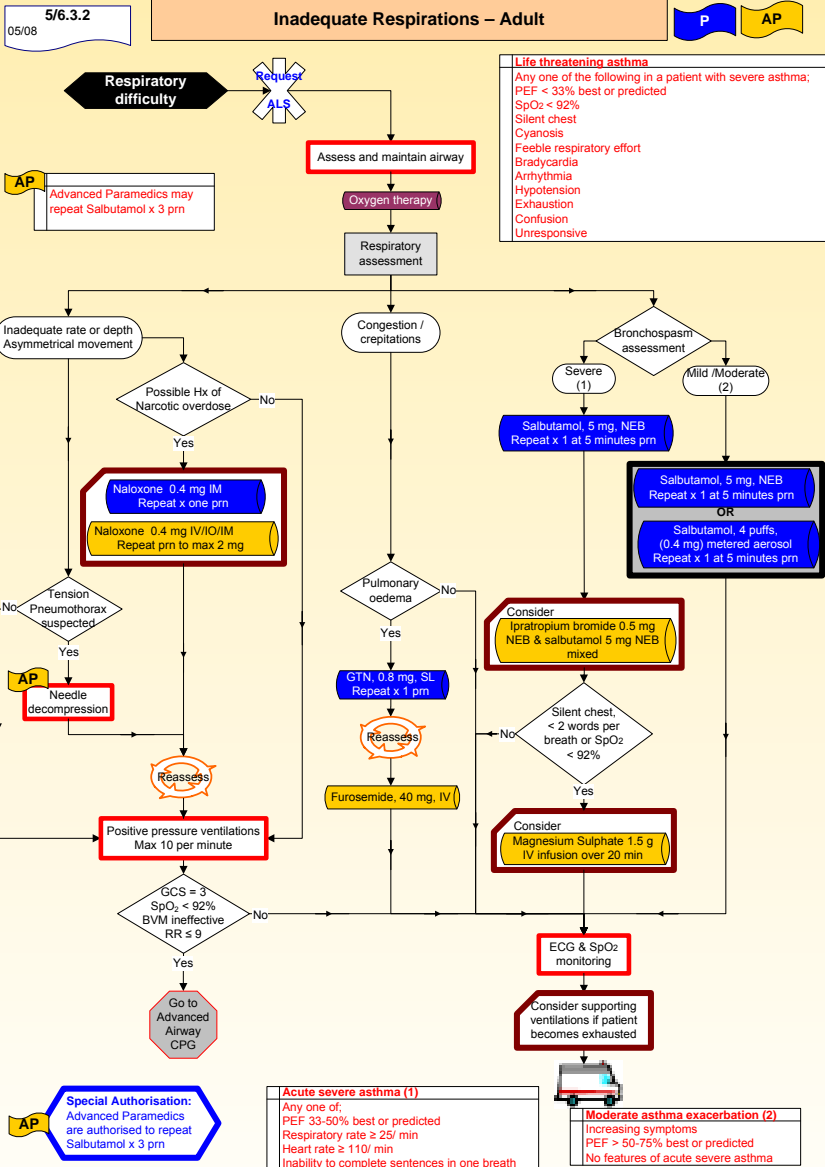 5/6.3.2
05/08
Inadequate Respirations – Adult
P
AP
Respiratory
difficulty
Request
ALS
Life threatening asthma
Any one of the following in a patient with severe asthma;
PEF < 33% best or predicted
SpO2 < 92%
Silent chest
Cyanosis
Feeble respiratory effort
Bradycardia
Arrhythmia
Hypotension
Exhaustion
Confusion
Unresponsive
Assess and maintain airway
AP
Advanced Paramedics may
repeat Salbutamol x 3 prn
Oxygen therapy
Respiratory
assessment
Inadequate rate or depth
Asymmetrical movement
Congestion /
crepitations
Bronchospasm
assessment
Severe
(1)
Mild /Moderate
(2)
Possible Hx of
Narcotic overdose
No
Yes
Salbutamol, 5 mg, NEB
Repeat x 1 at 5 minutes prn
Naloxone 0.4 mg IM
Repeat x one prn
Naloxone 0.4 mg IV/IO/IM
Repeat prn to max 2 mg
Salbutamol, 5 mg, NEB
Repeat x 1 at 5 minutes prn
OR
Salbutamol, 4 puffs,
(0.4 mg) metered aerosol
Repeat x 1 at 5 minutes prn
Tension
Pneumothorax
suspected
No
Yes
Pulmonary
oedema
No
Yes
Consider
Ipratropium bromide 0.5 mg
NEB & salbutamol 5 mg NEB
mixed
AP
Needle
decompression
GTN, 0.8 mg, SL
Repeat x 1 prn
Silent chest,
< 2 words per
breath or SpO2
< 92%
No
Yes
Reassess
Reassess
Furosemide, 40 mg, IV
Positive pressure ventilations
Max 10 per minute
Consider
Magnesium Sulphate 1.5 g
IV infusion over 20 min
GCS = 3
SpO2 < 92%
BVM ineffective
RR ≤ 9
No
Yes
ECG & SpO2
monitoring
Go to
Advanced
Airway
CPG
Consider supporting
ventilations if patient
becomes exhausted
AP
Special Authorisation:
Advanced Paramedics
are authorised to repeat
Salbutamol x 3 prn
Acute severe asthma (1)
Any one of;
PEF 33-50% best or predicted
Respiratory rate ≥ 25/ min
Heart rate ≥ 110/ min
Inability to complete sentences in one breath
Moderate asthma exacerbation (2)
Increasing symptoms
PEF > 50-75% best or predicted
No features of acute severe asthma